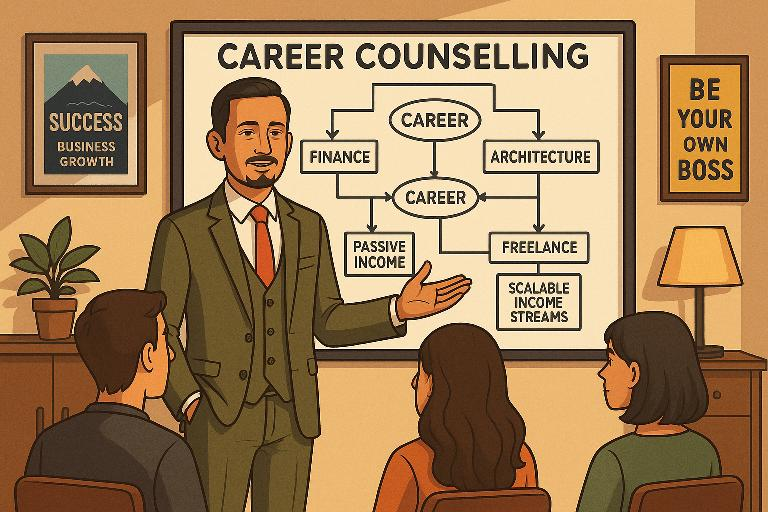 CAREER COUNSELLING
SUCCESS
BUSINESS
GROWTH
BE
YOUR
OWN
BOSS
CAREER
FINANCE
ARCHITECTURE
CAREER
PASSIVE
INCOME
FREELANCE
SCALABLE
INCOME
STREAMS